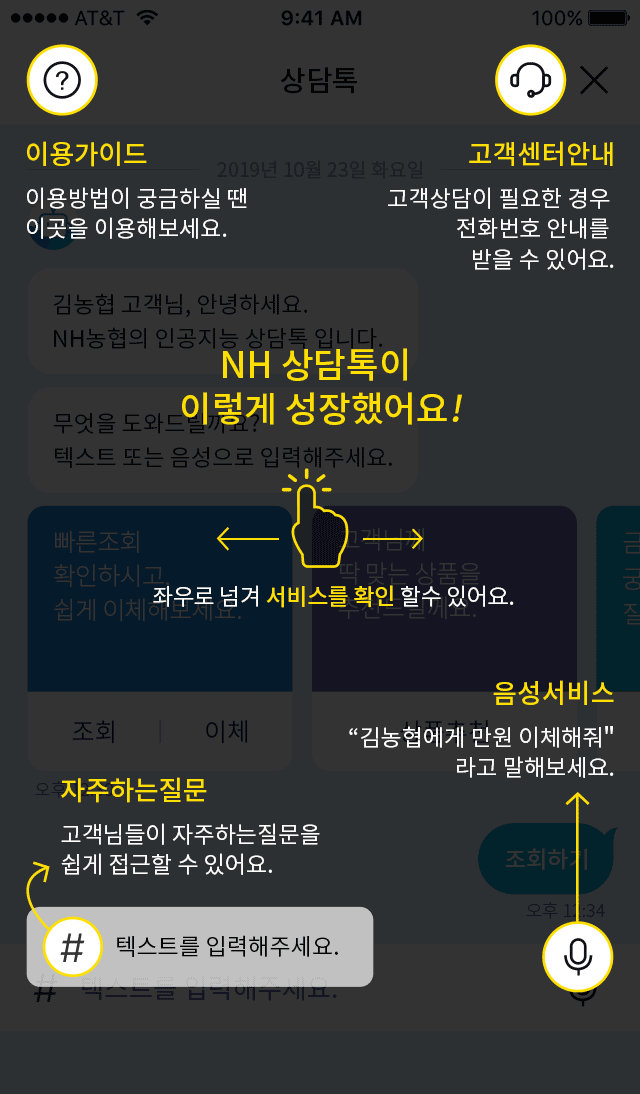 AT&T
9:41 AM
100%
상담톡
이용가이드
고객센터안내
2019년 10월 23일 화요일
이용방법이 궁금하실 땐
이곳을 이용해보세요.
고객상담이 필요한 경우
전화번호 안내를
받을 수 있어요.
김농협 고객님, 안녕하세요.
NH농협의 인공지능 상담톡 입니다.
NH 상담톡이
이렇게 성장했어요!
무엇을 도와드릴까요?
텍스트 또는 음성으로 입력해주세요.
빠른조회
확인하시고,
쉽게 이체해보세요.
고객님께
딱 맞는 상품을
추천드릴께요.
좌우로 넘겨 서비스를 확인 할수 있어요.
음성서비스
조회
이체
“김농협에게 만원 이체해줘"
라고 말해보세요.
오후
자주하는질문
고객님들이 자주하는질문을
쉽게 접근할 수 있어요.
조회하기
오후 12:34
# 텍스트를 입력해주세요.
# 텍스트를 입력해주세요.